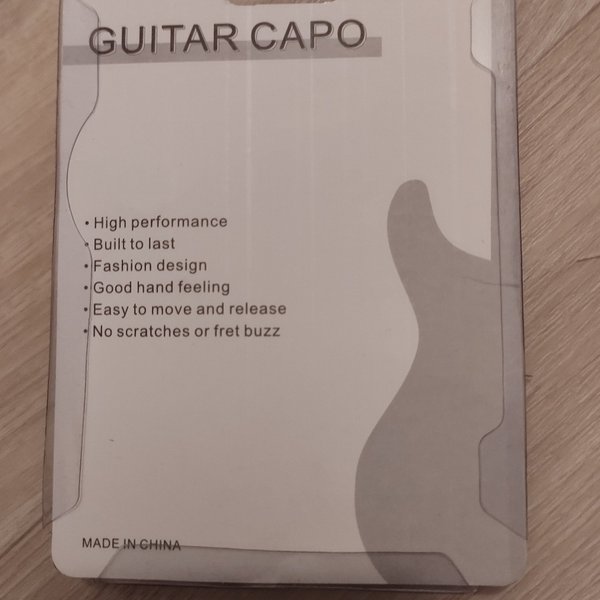 GUITAR CAPO
• High performance
• Built to last
• Fashion design
• Good hand feeling
• Easy to move and release
• No scratches or fret buzz
MADE IN CHINA